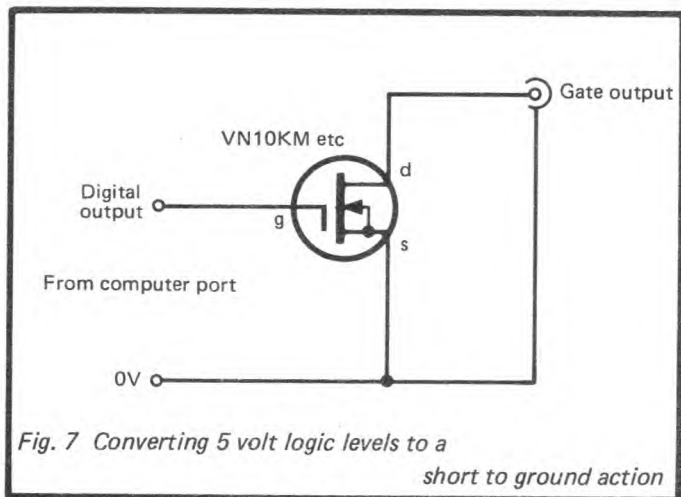 Gate output
VN10KM etc
d
Digital
output
g
s
From computer port
0V
Fig. 7 Converting 5 volt logic levels to a
short to ground action